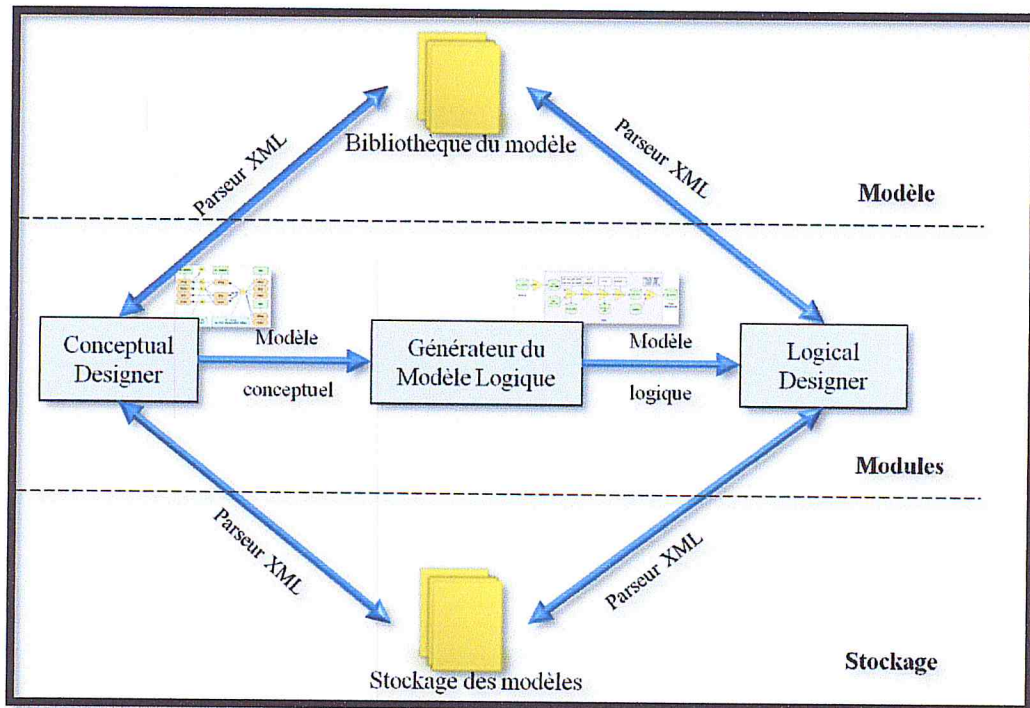 Bibliothèque du modèle
Parseur XML
Parseur XML
Modèle
Conceptual
Designer
Modèle
conceptuel
Générateur du
Modèle Logique
Modèle
logique
Logical
Designer
Modules
Parseur XML
Parseur XML
Stockage des modèles
Stockage